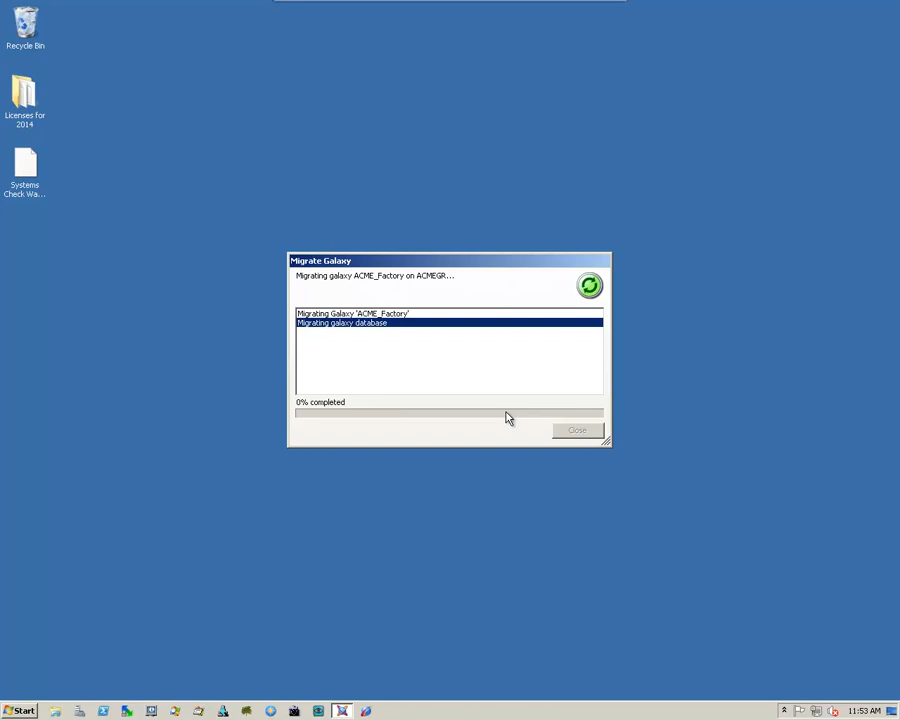 Recycle Bin
Licenses for
2014
Systems
Check Wa...
Migrate Galaxy
Migrating galaxy ACME_Factory on ACMEGR...
Migrating Galaxy 'ACME_Factory'
Migrating galaxy database
0% completed
Close
Start
11:53 AM